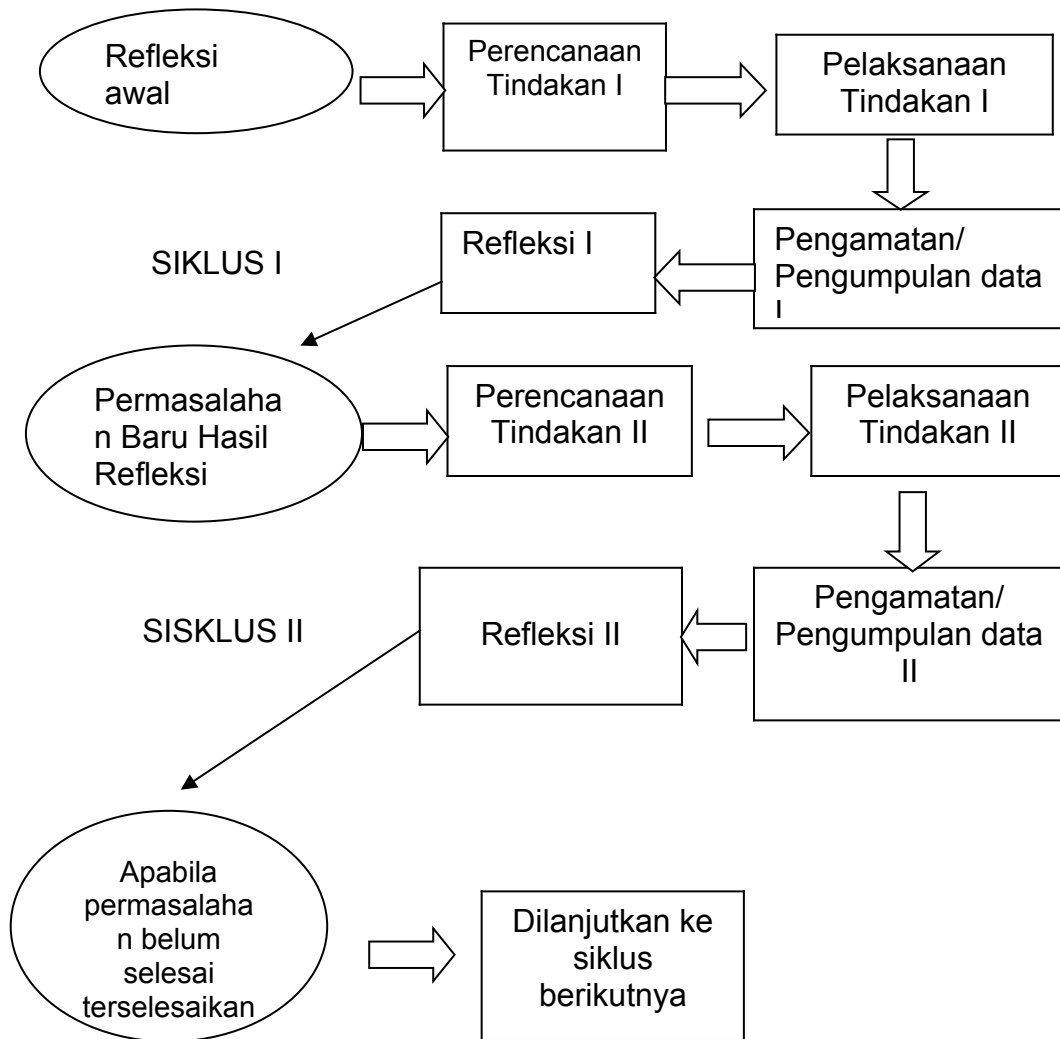 Refleksi
awal
Perencanaan
Tindakan I
Pelaksanaan
Tindakan I
SIKLUS I
Refleksi I
Pengamatan/
Pengumpulan data
I
Permasalaha
n Baru Hasil
Refleksi
Perencanaan
Tindakan II
Pelaksanaan
Tindakan II
SISKLUS II
Refleksi II
Pengamatan/
Pengumpulan data
II
Apabila
permasalaha
n belum
selesai
terselesaikan
Dilanjutkan ke
siklus
berikutnya